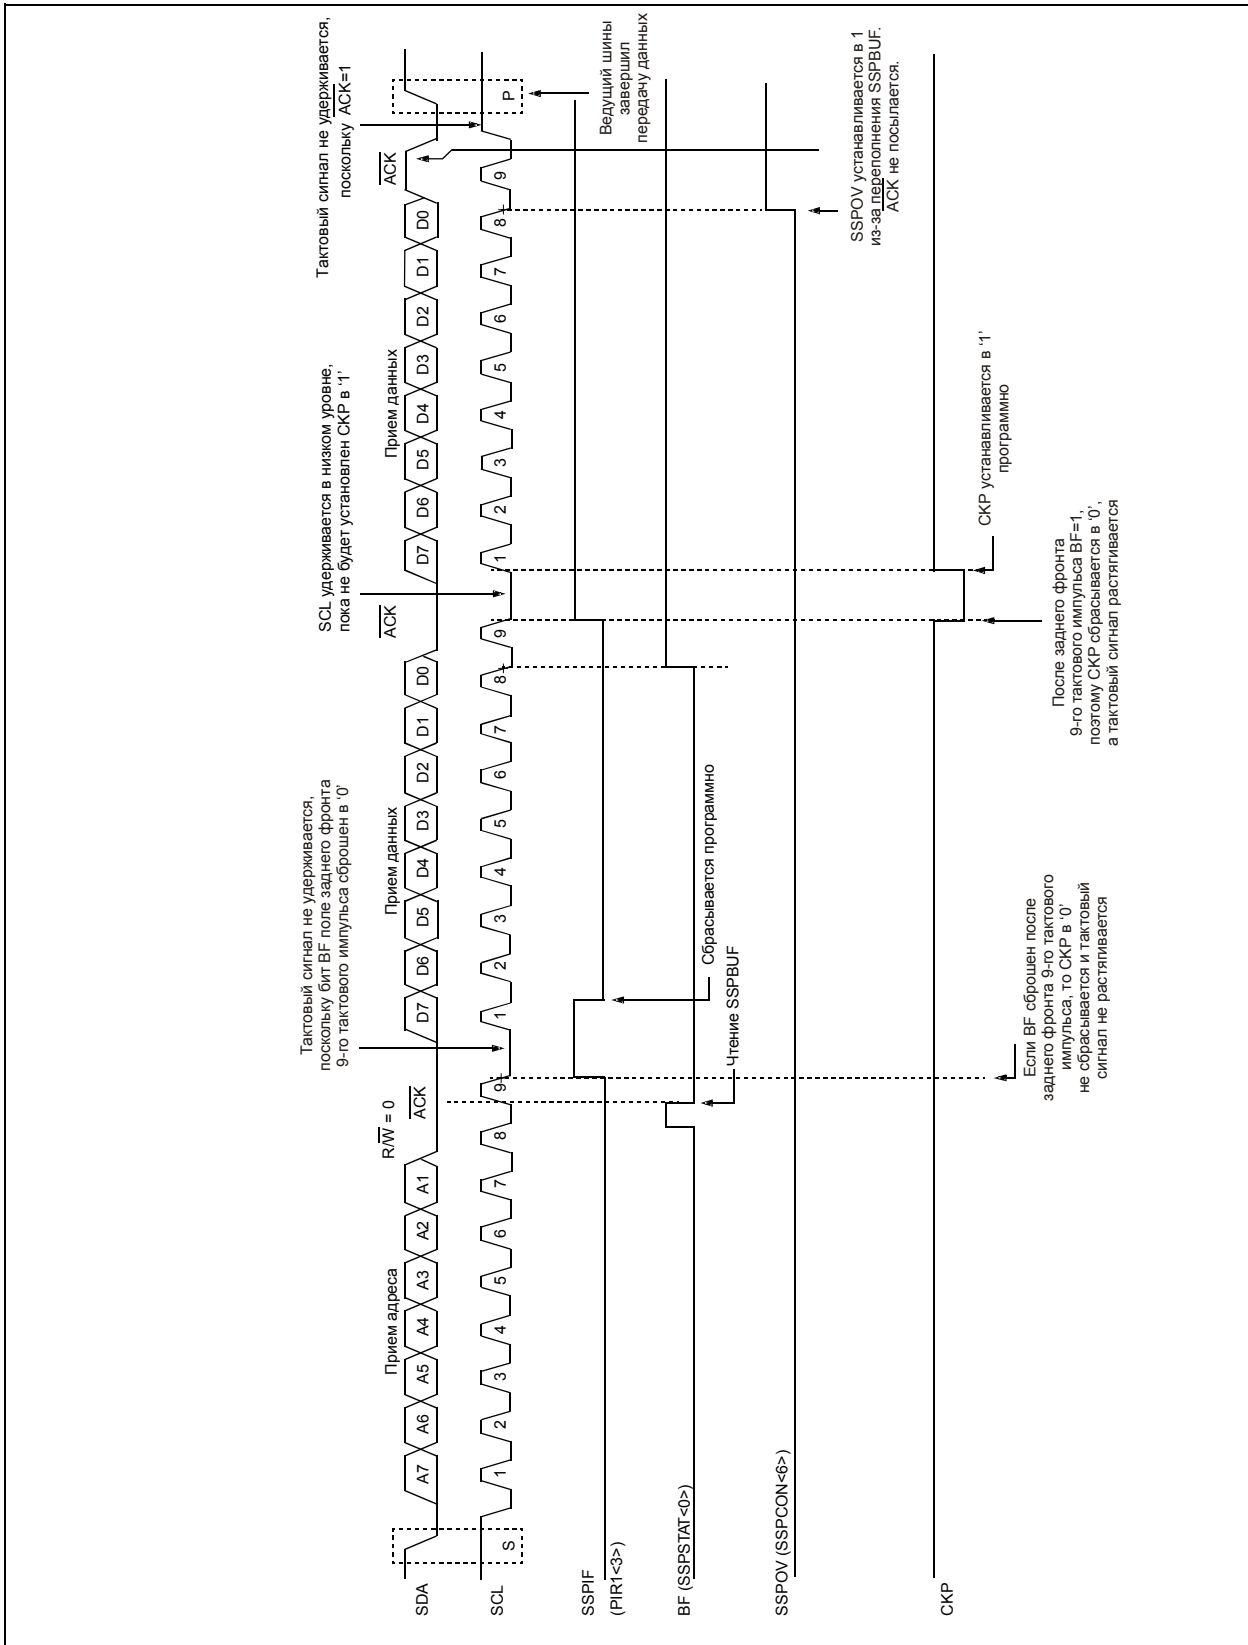 Тактовый сигнал не удерживается,
поскольку бит BF поле заднего фронта
9-го тактового импульса сброшен в '0'
SCL удерживается в низком уровне,
пока не будет установлен CKP в '1'
Тактовый сигнал не удерживается,
поскольку ACK=1
Прием адреса
R/W = 0
ACK
Прием данных
ACK
Прием данных
ACK
SDA
A7 A6 A5 A4 A3 A2 A1
D7 D6 D5 D4 D3 D2 D1 D0
D7 D6 D5 D4 D3 D2 D1 D0
SCL
S
1 2 3 4 5 6 7 8 9
1 2 3 4 5 6 7 8 9
1 2 3 4 5 6 7 8 9
P
SSPIF
(PIR1<3>)
Сбрасывается программно
Ведущий шины
завершил
передачу данных
BF (SSPSTAT<0>)
Чтение SSPBUF
SSPOV (SSPCON<6>)
SSPOV устанавливается в 1
из-за переполнения SSPBUF.
ACK не посылается.
CKP
Если BF сброшен после
заднего фронта 9-го тактового
импульса, то CKP в '0'
не сбрасывается и тактовый
сигнал не растягивается
CKP устанавливается в '1'
программно
После заднего фронта
9-го тактового импульса BF=1,
поэтому CKP сбрасывается в '0',
а тактовый сигнал растягивается